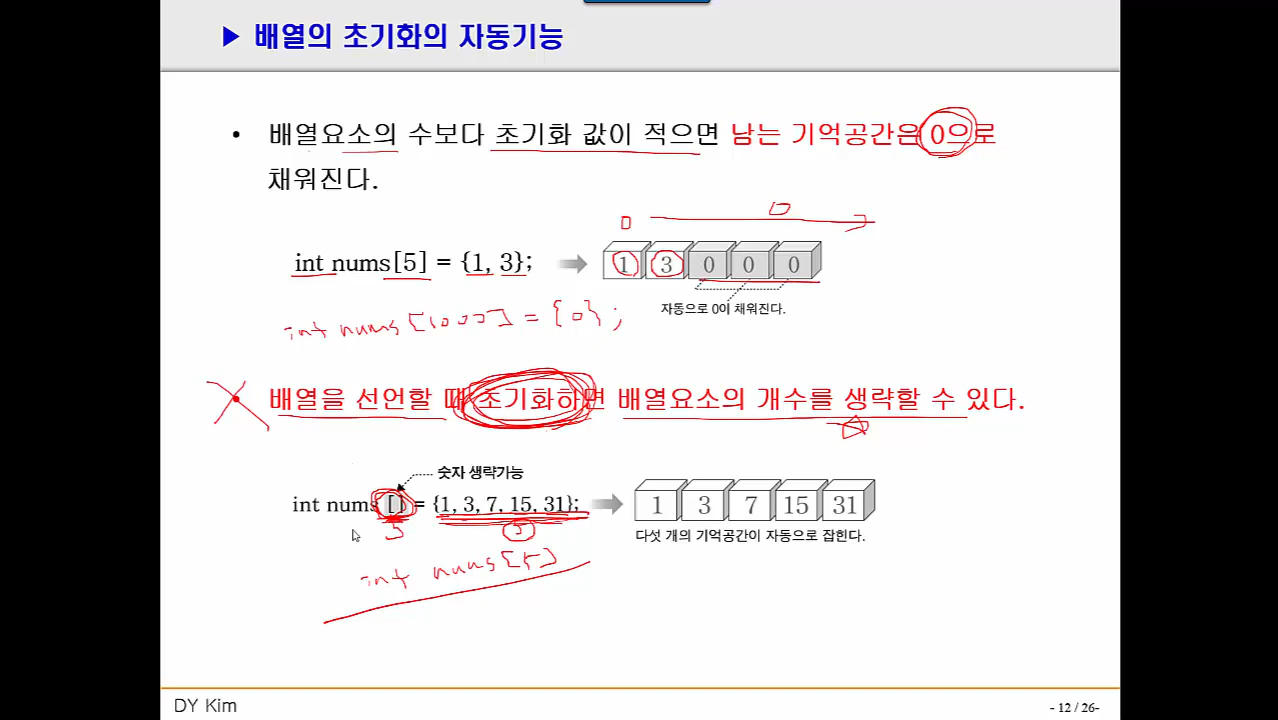 ▶ 배열의 초기화의 자동기능
• 배열요소의 수보다 초기화 값이 적으면 남는 기억공간은 0으로
채워진다.
0
0
int nums[5] = {1, 3};
1 3 0 0 0
자동으로 0이 채워진다.
int nums[1000] = {0};
• 배열을 선언할 때 초기화하면 배열요소의 개수를 생략할 수 있다.
숫자 생략가능
int nums [] = {1, 3, 7, 15, 31};
1 3 7 15 31
5
5
다섯 개의 기억공간이 자동으로 잡힌다.
int nums[5]
DY Kim
- 12 / 26-